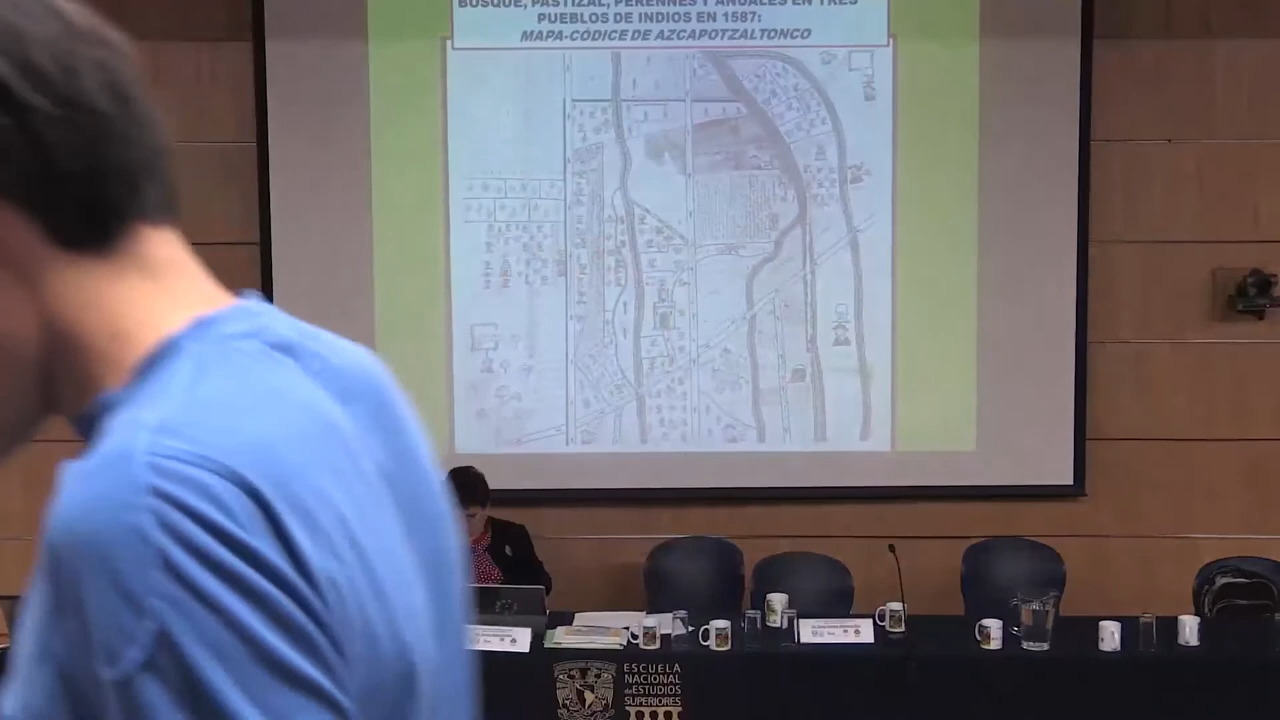 BOSQUE, PASTIZAL, PERENNES Y ANUALES EN TRES
PUEBLOS DE INDIOS EN 1587:
MAPA-CÓDICE DE AZCAPOTZALTONCO
ESCUELA
NACIONAL
de ESTUDIOS
SUPERIORES